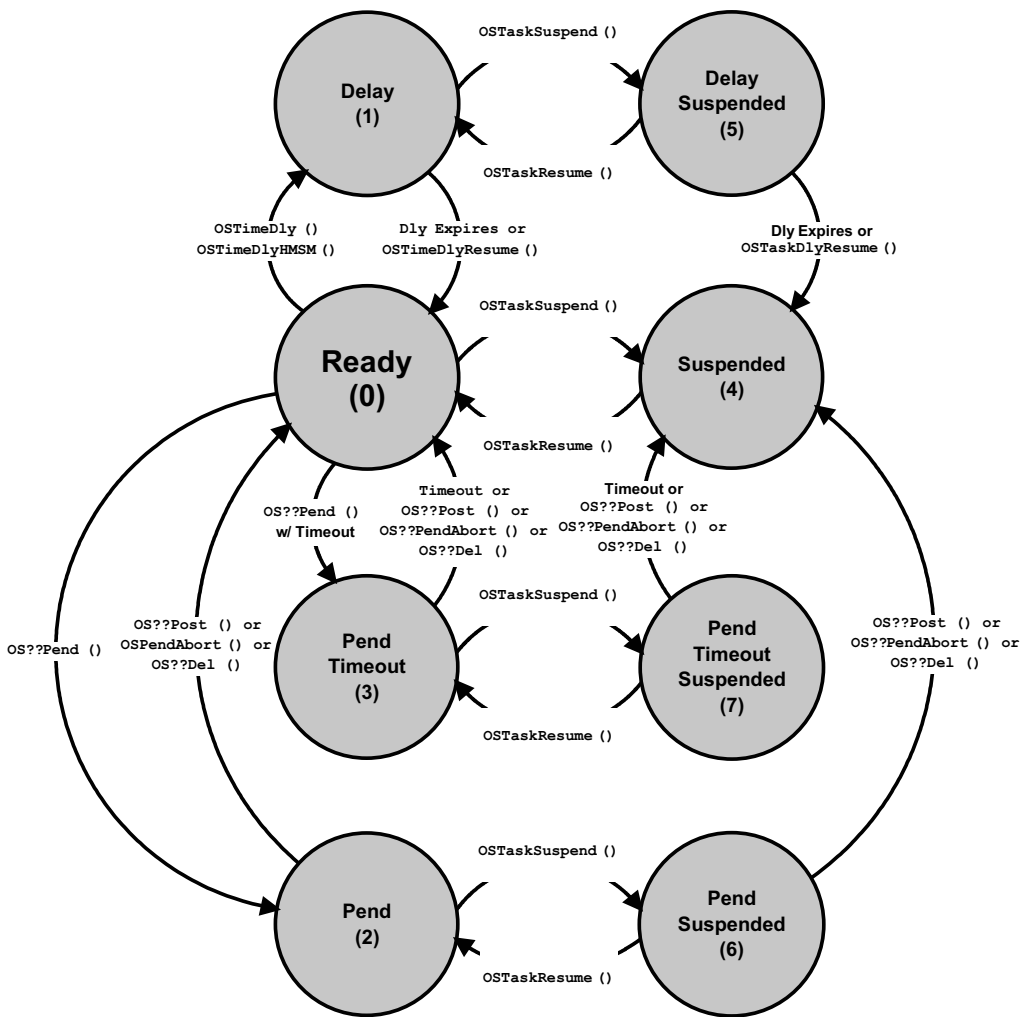 OSTaskSuspend ()
Delay
(1)
Delay
Suspended
(5)
OSTaskResume ()
OSTimeDly ()
OSTimeDlyHMSM ()
Dly Expires or
OSTimeDlyResume ()
Dly Expires or
OSTaskDlyResume ()
OSTaskSuspend ()
Ready
(0)
Suspended
(4)
OSTaskResume ()
OS??Pend ()
w/ Timeout
Timeout or
OS??Post () or
OS??PendAbort () or
OS??Del ()
Timeout or
OS??Post () or
OS??PendAbort () or
OS??Del ()
OSTaskSuspend ()
OS??Pend ()
OS??Post () or
OSPendAbort () or
OS??Del ()
Pend
Timeout
(3)
Pend
Timeout
Suspended
(7)
OS??Post () or
OS??PendAbort () or
OS??Del ()
OSTaskResume ()
OSTaskSuspend ()
Pend
(2)
Pend
Suspended
(6)
OSTaskResume ()